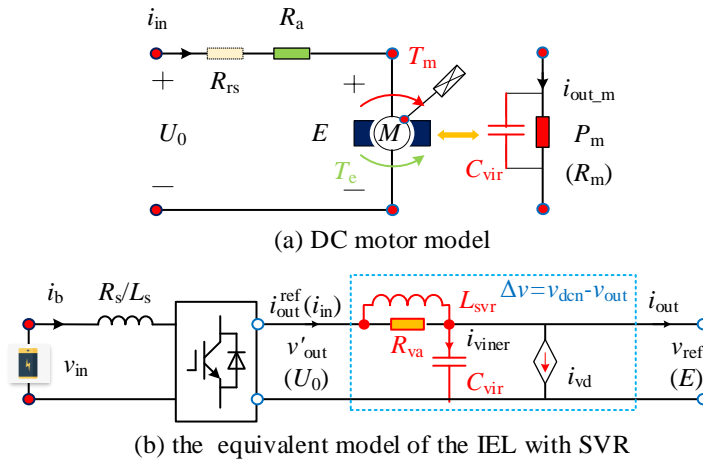 i_in
R_rs
R_a
T_m
+
+
i_out_m
U_0
E
M
P_m
(R_m)
C_vir
T_e
—
—
(a) DC motor model
i_b
R_s/L_s
i_out^ref(i_in)
L_svr
Δv=v_dcn-v_out
i_out
v_in
v'_out
(U_0)
R_va
i_viner
C_vir
i_vd
v_ref
(E)
(b) the equivalent model of the IEL with SVR